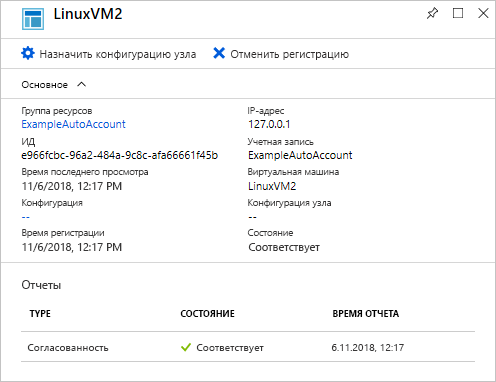 LinuxVM2
Назначить конфигурацию узла Отменить регистрацию
Основное
Группа ресурсов IP-адрес
ExampleAutoAccount 127.0.0.1
ИД Учетная запись
e966fcbc-96a2-484a-9c8c-afa66661f45b ExampleAutoAccount
Время последнего просмотра Виртуальная машина
11/6/2018, 12:17 PM LinuxVM2
Конфигурация Конфигурация узла
-- --
Время регистрации Состояние
11/6/2018, 12:17 PM Соответствует
Отчеты
TYPE СОСТОЯНИЕ ВРЕМЯ ОТЧЕТА
Согласованность Соответствует 6.11.2018, 12:17